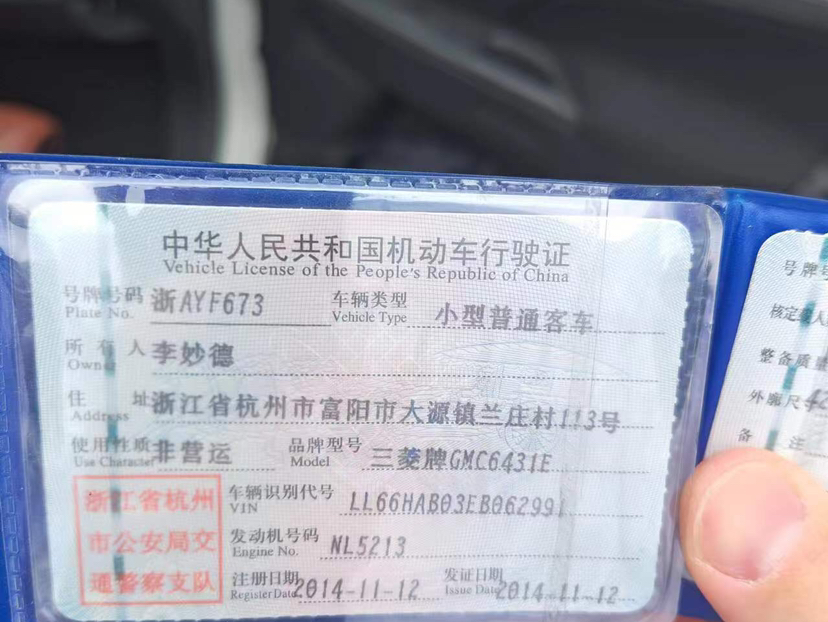 中华人民共和国机动车行驶证
Vehicle License of the People's Republic of China
号牌号码 浙AYF673 车辆类型 小型普通客车
Plate No. Vehicle Type
所有人 李妙德
Owner
住址 浙江省杭州市富阳市大源镇兰庄村113号
Address
使用性质 非营运 品牌型号 三菱牌GMC6431E
Use Character Model
浙江省杭州
市公安局交
通警察支队
车辆识别代号 LL66HAB03EB062991
VIN
发动机号码 NL5213
Engine No.
注册日期 2014-11-12 发证日期 2014-11-12
Register Date Issue Date
号牌号
核定载人
整备质量
外廓尺寸
备注